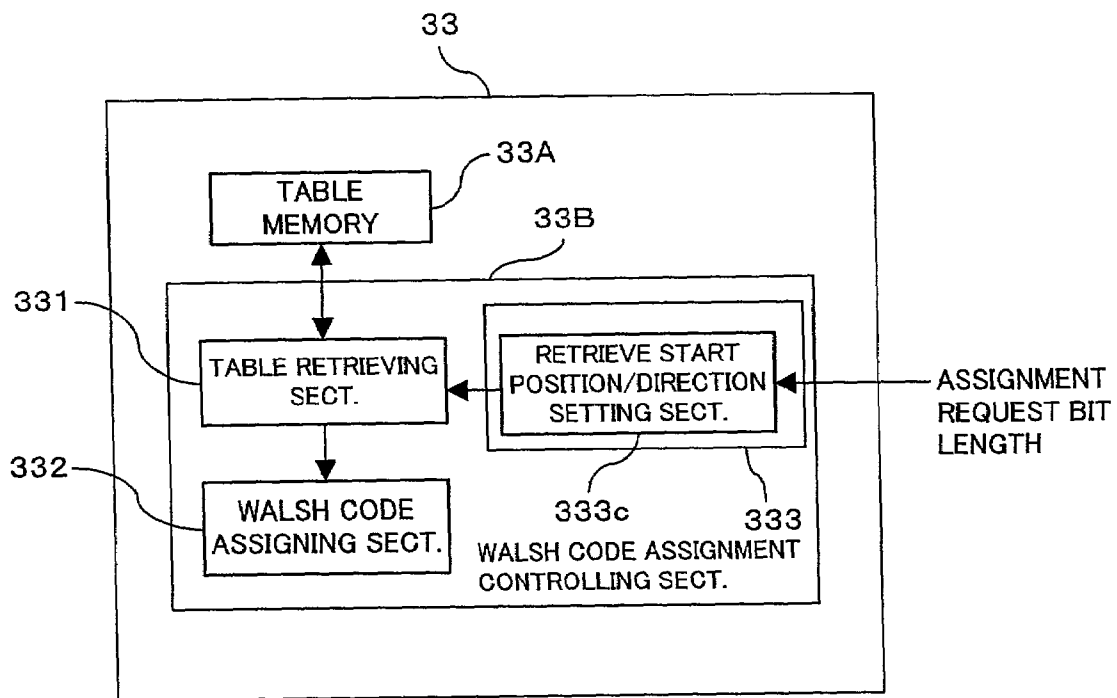 33
33A
TABLE
MEMORY
33B
331
TABLE RETRIEVING
SECT.
RETRIEVE START
POSITION/DIRECTION
SETTING SECT.
ASSIGNMENT
REQUEST BIT
LENGTH
332
WALSH CODE
ASSIGNING SECT.
333c
333
WALSH CODE ASSIGNMENT
CONTROLLING SECT.